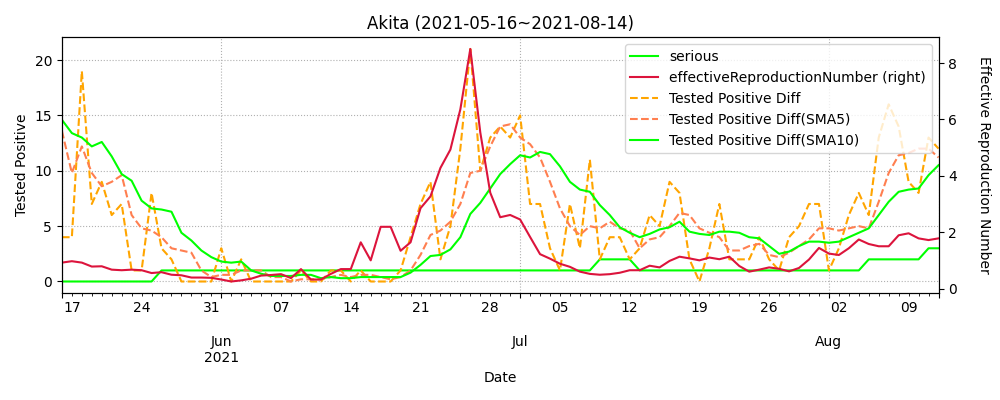 Akita (2021-05-16~2021-08-14)
serious
effectiveReproductionNumber (right)
Tested Positive Diff
Tested Positive Diff(SMA5)
Tested Positive Diff(SMA10)
Tested Positive
20
15
10
5
0
8
6
4
2
0
Effective Reproduction Number
17 24 31 07 14 21 28 05 12 19 26 02 09
Jun Jul Aug
2021
Date